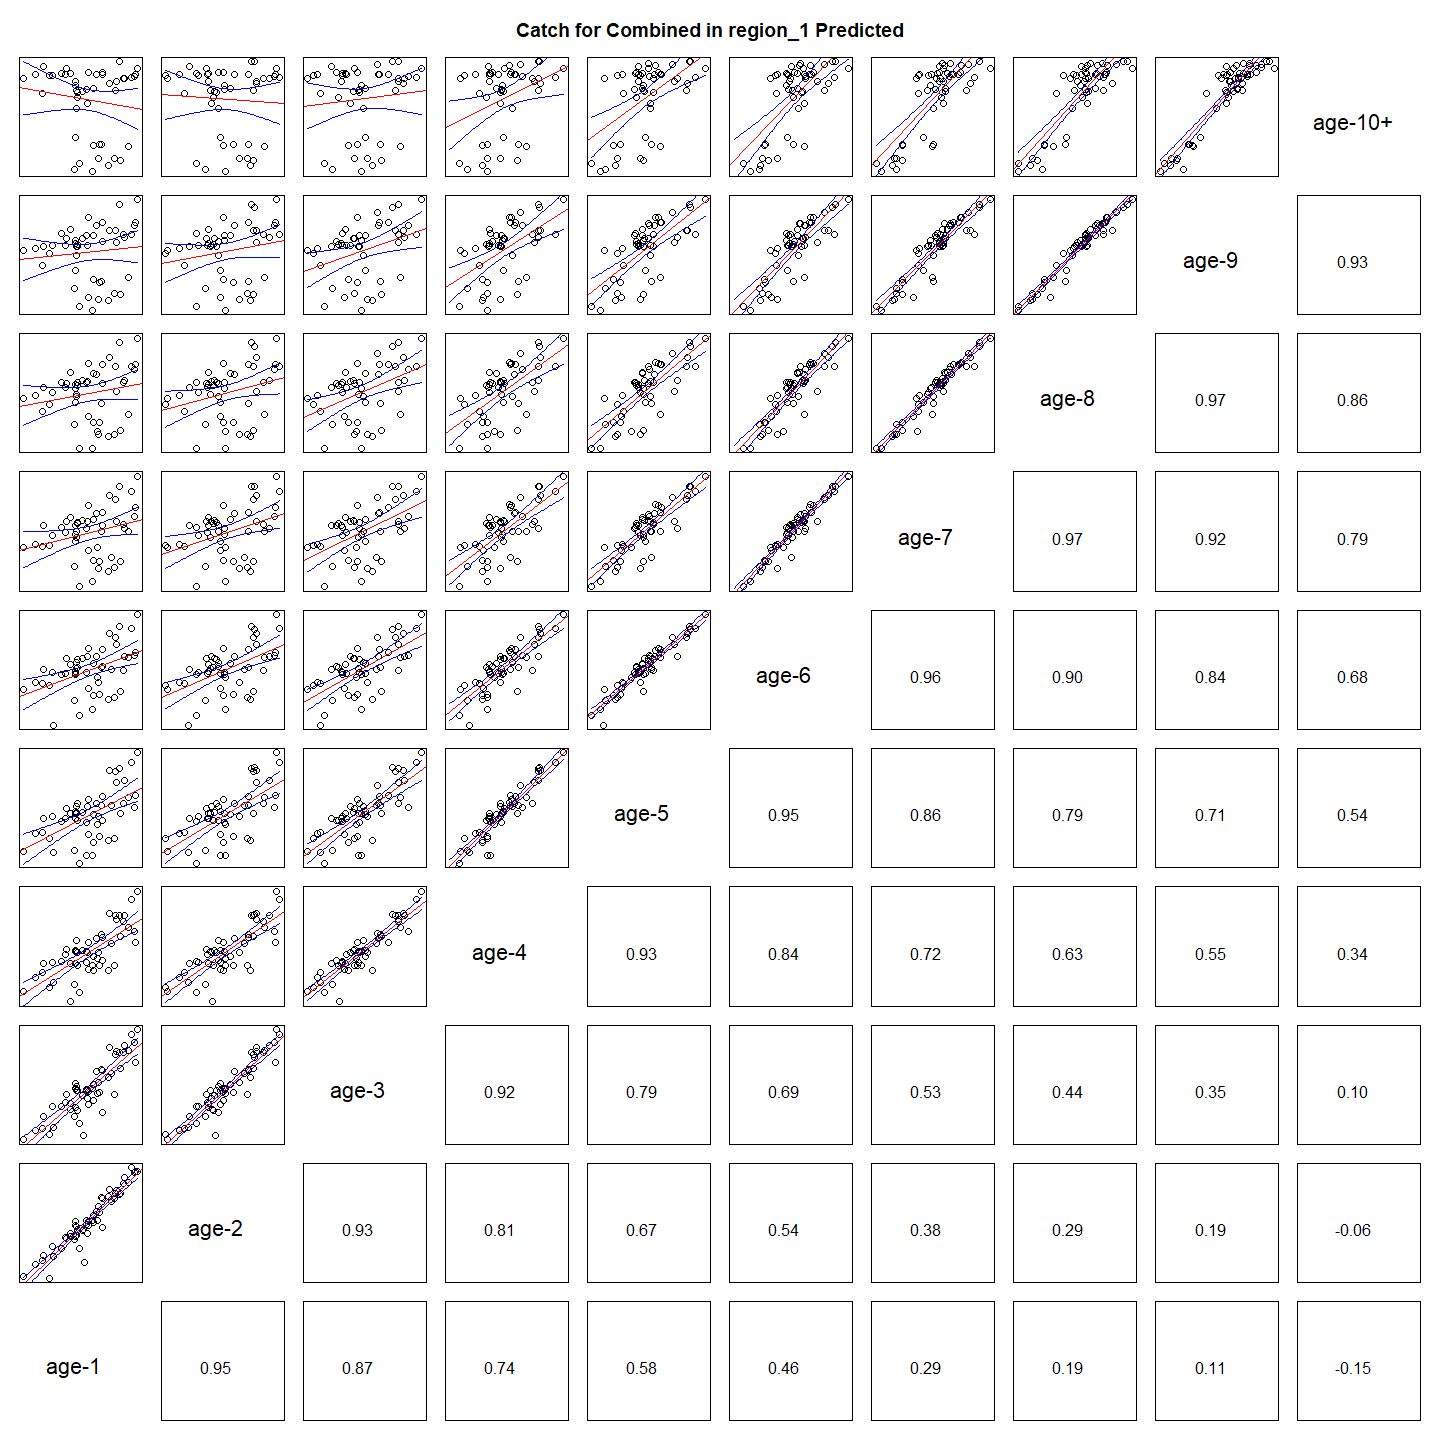 Catch for Combined in region_1 Predicted
age-10+
age-9 0.93
age-8 0.97 0.86
age-7 0.97 0.92 0.79
age-6 0.96 0.90 0.84 0.68
age-5 0.95 0.86 0.79 0.71 0.54
age-4 0.93 0.84 0.72 0.63 0.55 0.34
age-3 0.92 0.79 0.69 0.53 0.44 0.35 0.10
age-2 0.93 0.81 0.67 0.54 0.38 0.29 0.19 -0.06
age-1 0.95 0.87 0.74 0.58 0.46 0.29 0.19 0.11 -0.15